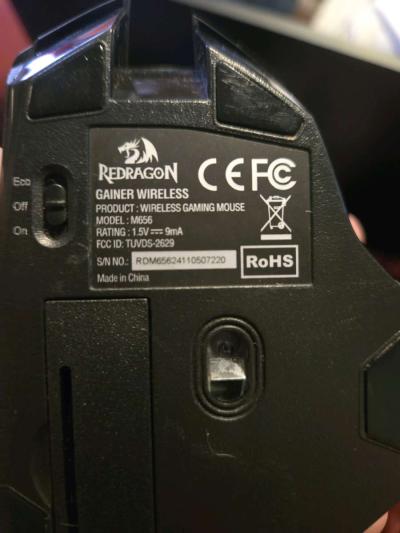 REDRAGON
CE FC
GAINER WIRELESS
PRODUCT : WIRELESS GAMING MOUSE
MODEL : M656
RATING : 1.5V ⎓ 9mA
FCC ID: TUVDS-2629
S/N NO.: RDM65624110507220
RoHS
Made in China
Eco
Off
On